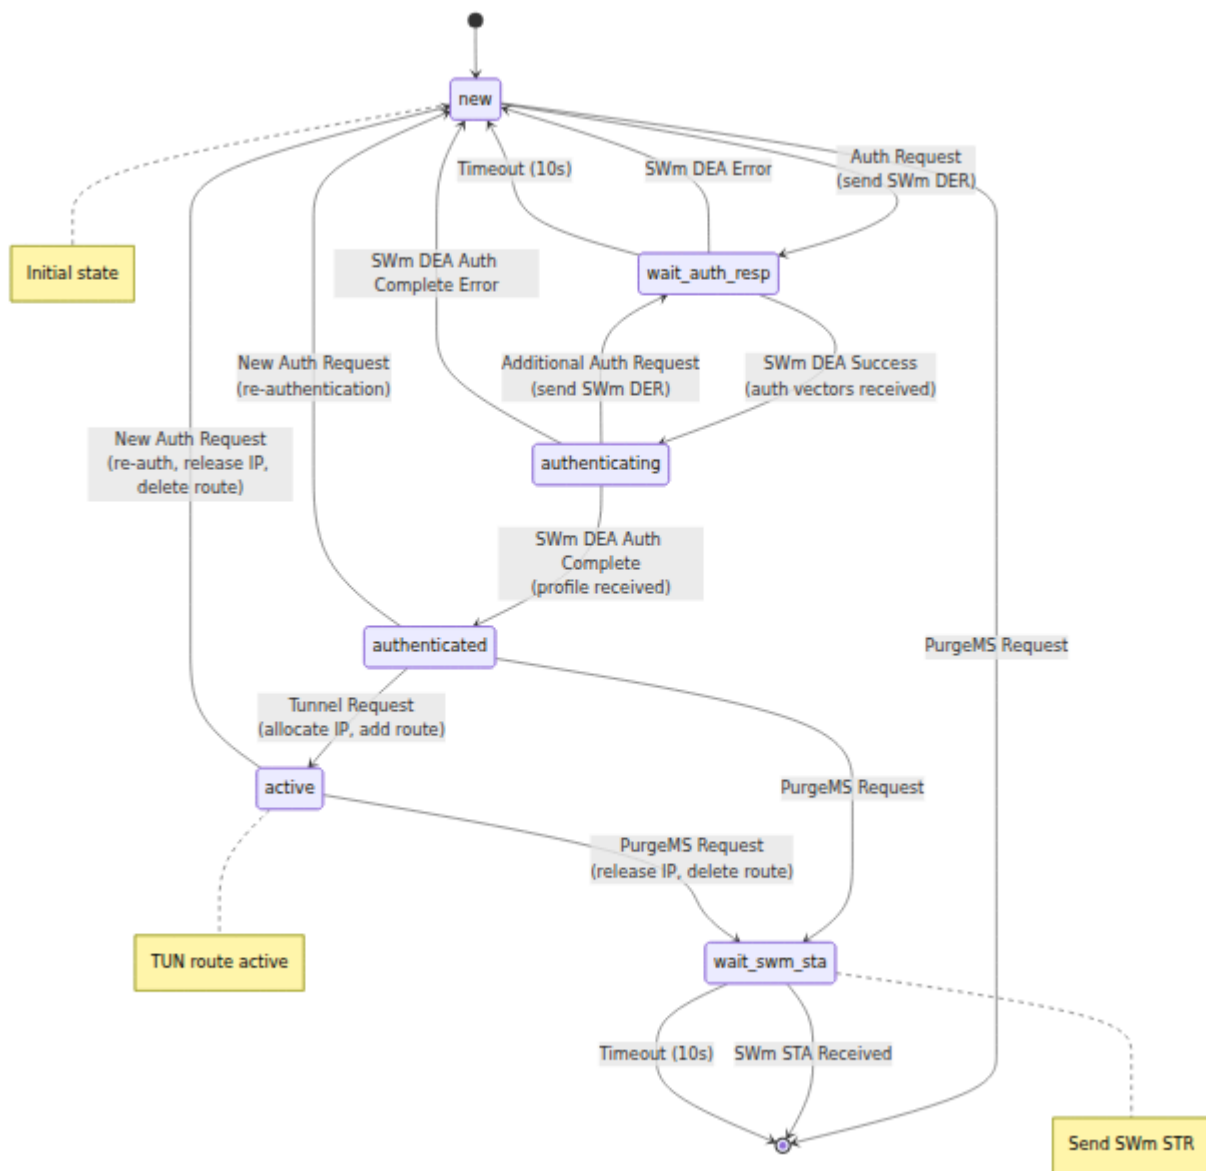 new
Timeout (10s)
SWm DEA Error
Auth Request
(send SWm DER)
Initial state
SWm DEA Auth
Complete Error
wait_auth_resp
New Auth Request
(re-authentication)
Additional Auth Request
(send SWm DER)
SWm DEA Success
(auth vectors received)
New Auth Request
(re-auth, release IP,
delete route)
authenticating
SWm DEA Auth
Complete
(profile received)
authenticated
PurgeMS Request
Tunnel Request
(allocate IP, add route)
active
PurgeMS Request
PurgeMS Request
(release IP, delete route)
TUN route active
wait_swm_sta
Timeout (10s)
SWm STA Received
Send SWm STR